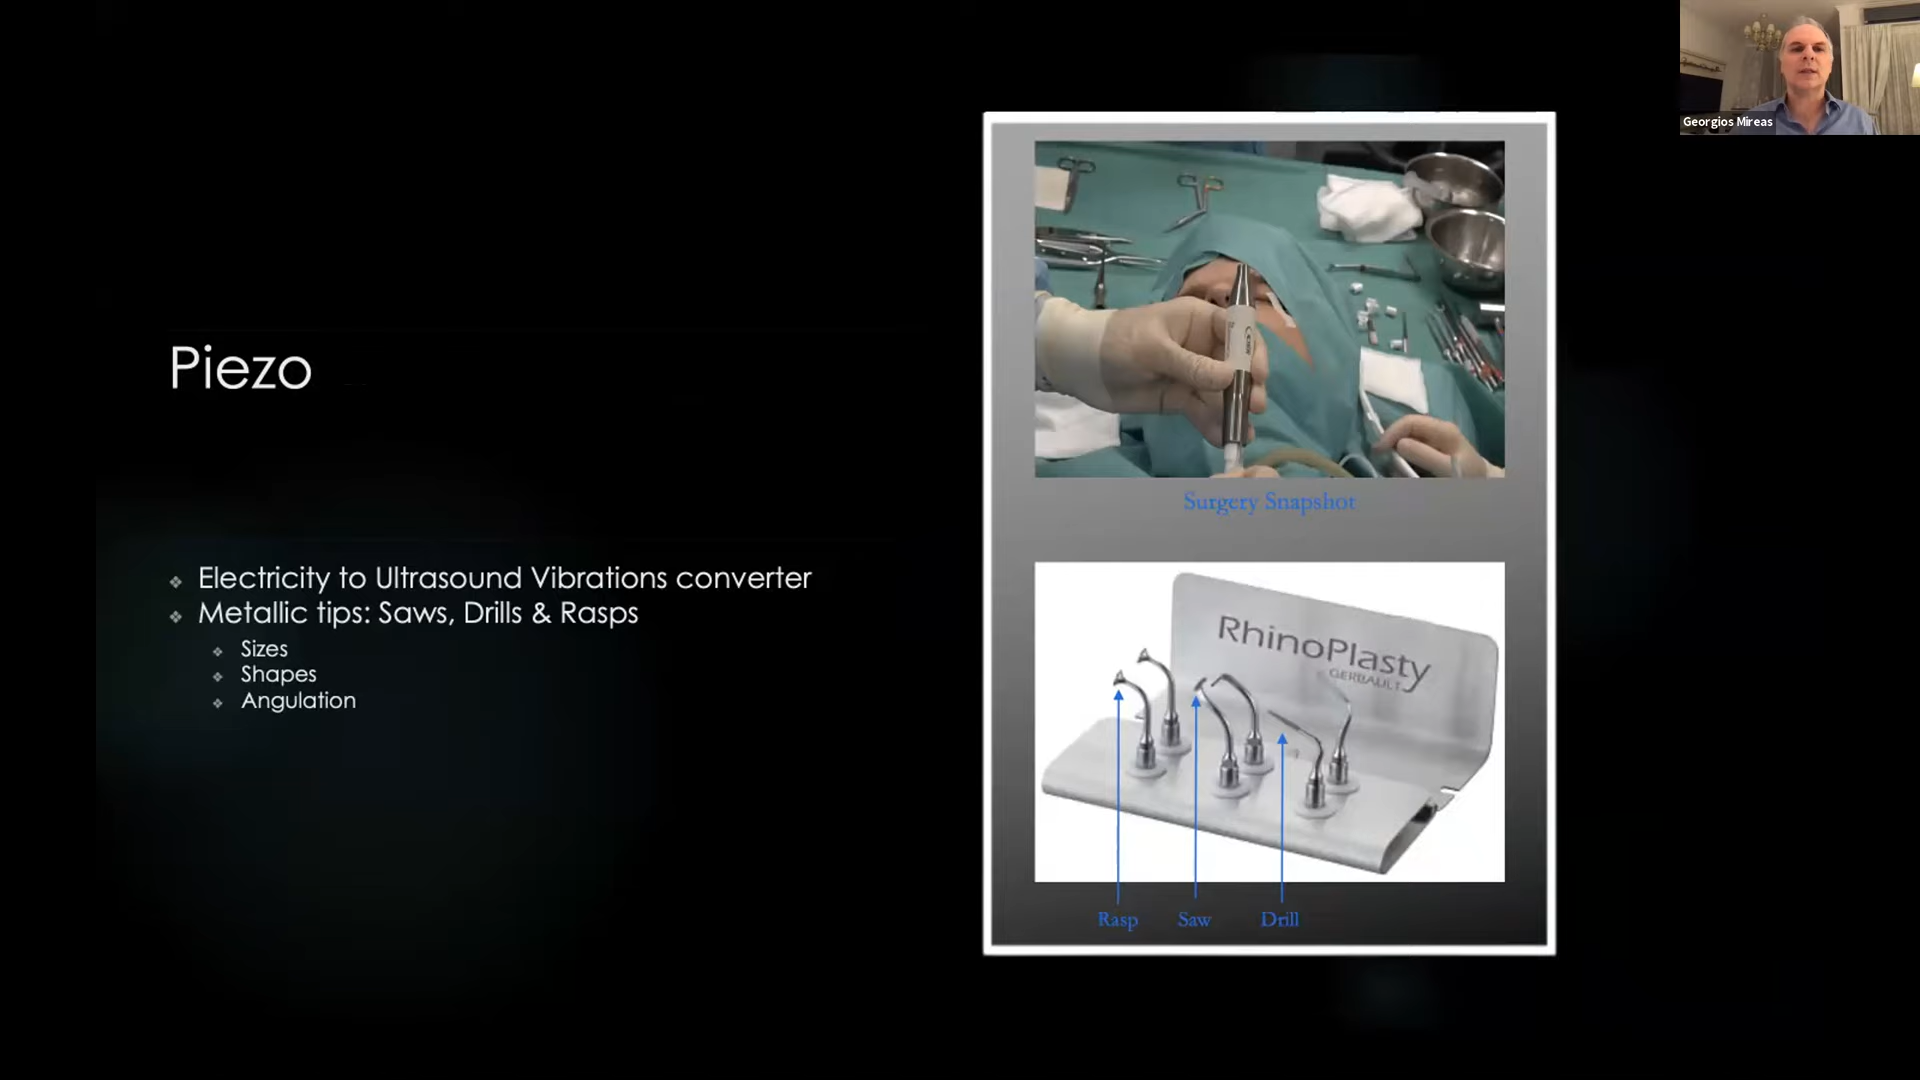 Georgios Mireas
Piezo
Electricity to Ultrasound Vibrations converter
Metallic tips: Saws, Drills & Rasps
Sizes
Shapes
Angulation
Surgery Snapshot
RhinoPlasty
GERBAULT
Rasp Saw Drill